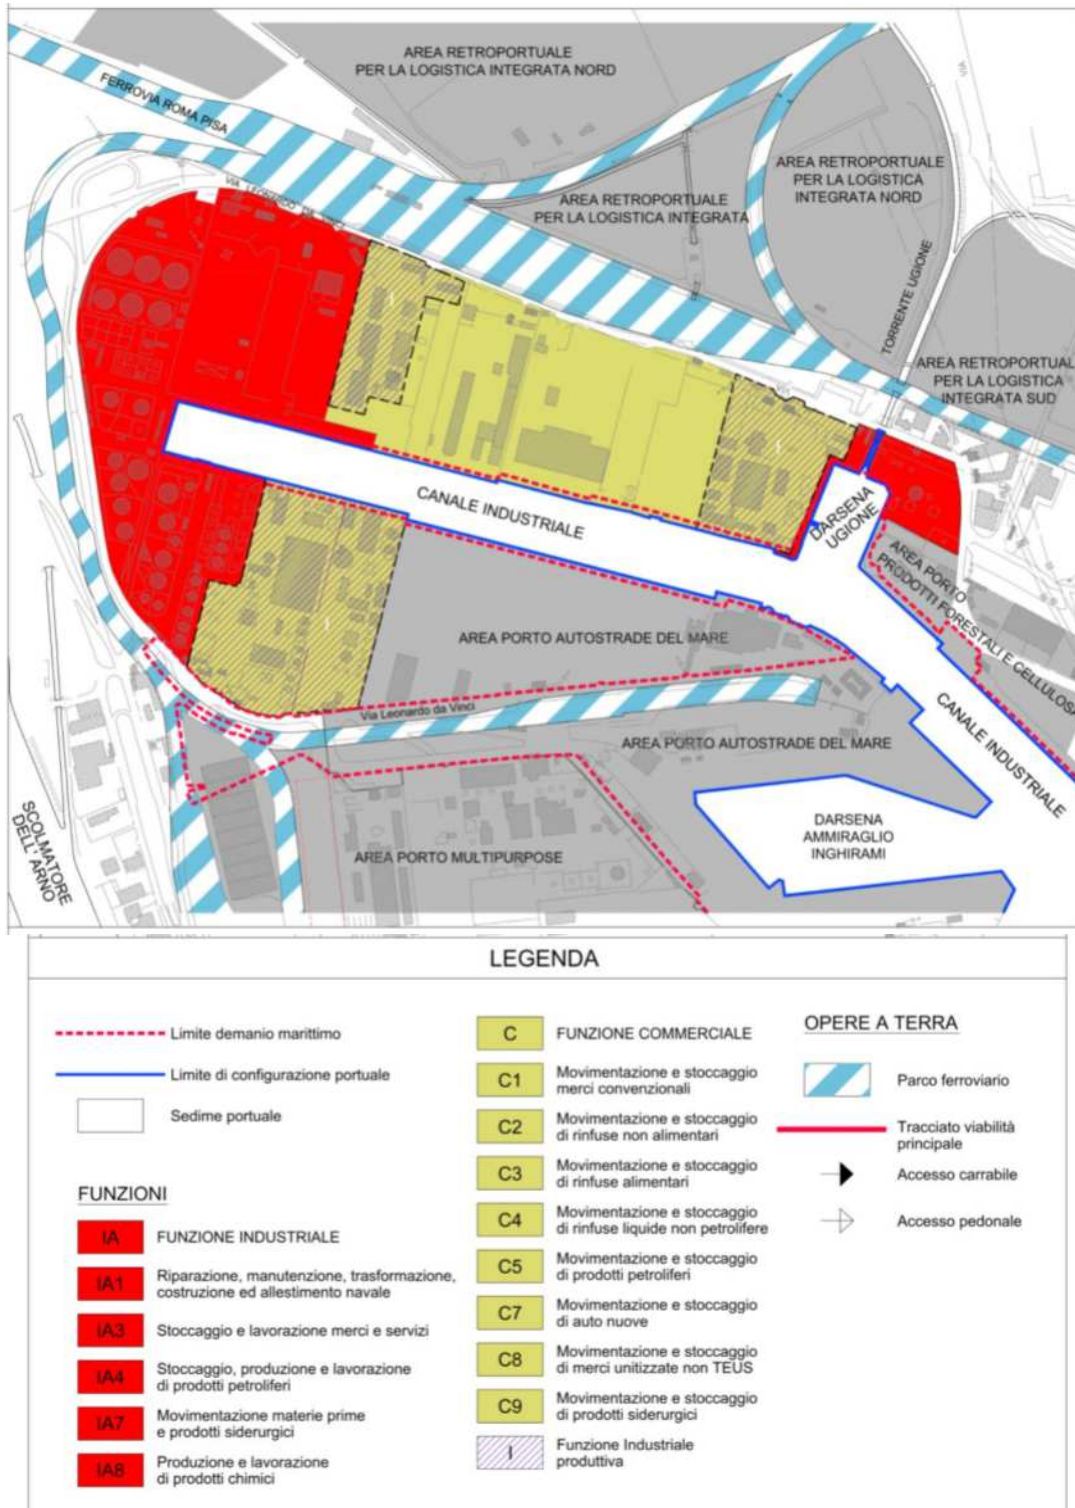 AREA RETROPORTUALE
PER LA LOGISTICA INTEGRATA NORD
FERROVIA ROMA PISA
VIA
AREA RETROPORTUALE
PER LA LOGISTICA
INTEGRATA NORD
AREA RETROPORTUALE
PER LA LOGISTICA INTEGRATA
VIA LEONARDO DA VINCI
TORRENTE UGIONE
AREA RETROPORTUALE
PER LA LOGISTICA
INTEGRATA SUD
CANALE INDUSTRIALE
DARSENA
UGIONE
AREA PORTO
PRODOTTI FORESTALI E CELLULOSA
AREA PORTO AUTOSTRADE DEL MARE
Via Leonardo da Vinci
AREA PORTO AUTOSTRADE DEL MARE
CANALE INDUSTRIALE
SCOLMATORE
DELL' ARNO
DARSENA
AMMIRAGLIO
INGHIRAMI
AREA PORTO MULTIPURPOSE
LEGENDA
Limite demanio marittimo
Limite di configurazione portuale
Sedime portuale
FUNZIONI
IA FUNZIONE INDUSTRIALE
IA1 Riparazione, manutenzione, trasformazione,
costruzione ed allestimento navale
IA3 Stoccaggio e lavorazione merci e servizi
IA4 Stoccaggio, produzione e lavorazione
di prodotti petroliferi
IA7 Movimentazione materie prime
e prodotti siderurgici
IA8 Produzione e lavorazione
di prodotti chimici
C FUNZIONE COMMERCIALE
C1 Movimentazione e stoccaggio
merci convenzionali
C2 Movimentazione e stoccaggio
di rinfuse non alimentari
C3 Movimentazione e stoccaggio
di rinfuse alimentari
C4 Movimentazione e stoccaggio
di rinfuse liquide non petrolifere
C5 Movimentazione e stoccaggio
di prodotti petroliferi
C7 Movimentazione e stoccaggio
di auto nuove
C8 Movimentazione e stoccaggio
di merci unitizzate non TEUS
C9 Movimentazione e stoccaggio
di prodotti siderurgici
I Funzione Industriale
produttiva
OPERE A TERRA
Parco ferroviario
Tracciato viabilità
principale
Accesso carrabile
Accesso pedonale